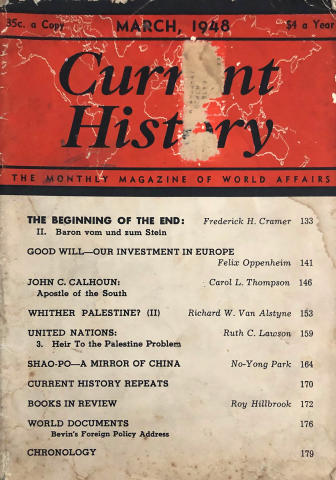 35c. a Copy MARCH, 1948 $4 a Year
Current
History
THE MONTHLY MAGAZINE OF WORLD AFFAIRS
THE BEGINNING OF THE END: Frederick H. Cramer 133
II. Baron vom und zum Stein
GOOD WILL—OUR INVESTMENT IN EUROPE
Felix Oppenheim 141
JOHN C. CALHOUN: Carol L. Thompson 146
Apostle of the South
WHITHER PALESTINE? (II) Richard W. Van Alstyne 153
UNITED NATIONS: Ruth C. Lawson 159
3. Heir To the Palestine Problem
SHAO-PO—A MIRROR OF CHINA No-Yong Park 164
CURRENT HISTORY REPEATS 170
BOOKS IN REVIEW Roy Hillbrook 172
WORLD DOCUMENTS 176
Bevin's Foreign Policy Address
CHRONOLOGY 179